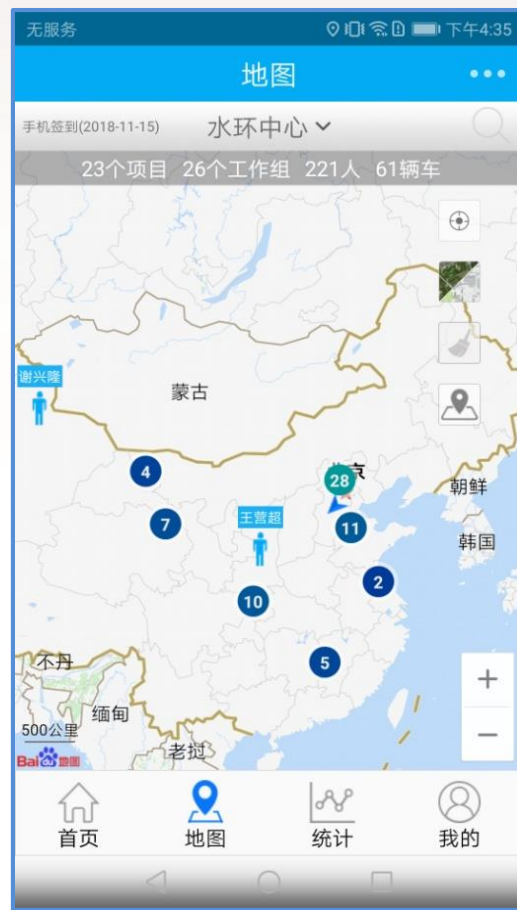 无服务
下午4:35
地图
手机签到(2018-11-15)
水环中心
23个项目 26个工作组 221人 61辆车
谢兴隆
蒙古
4
28
京
朝鲜
7
王营超
11
韩国
2
10
5
不丹
缅甸
500公里
老挝
Bai 地图
首页
地图
统计
我的